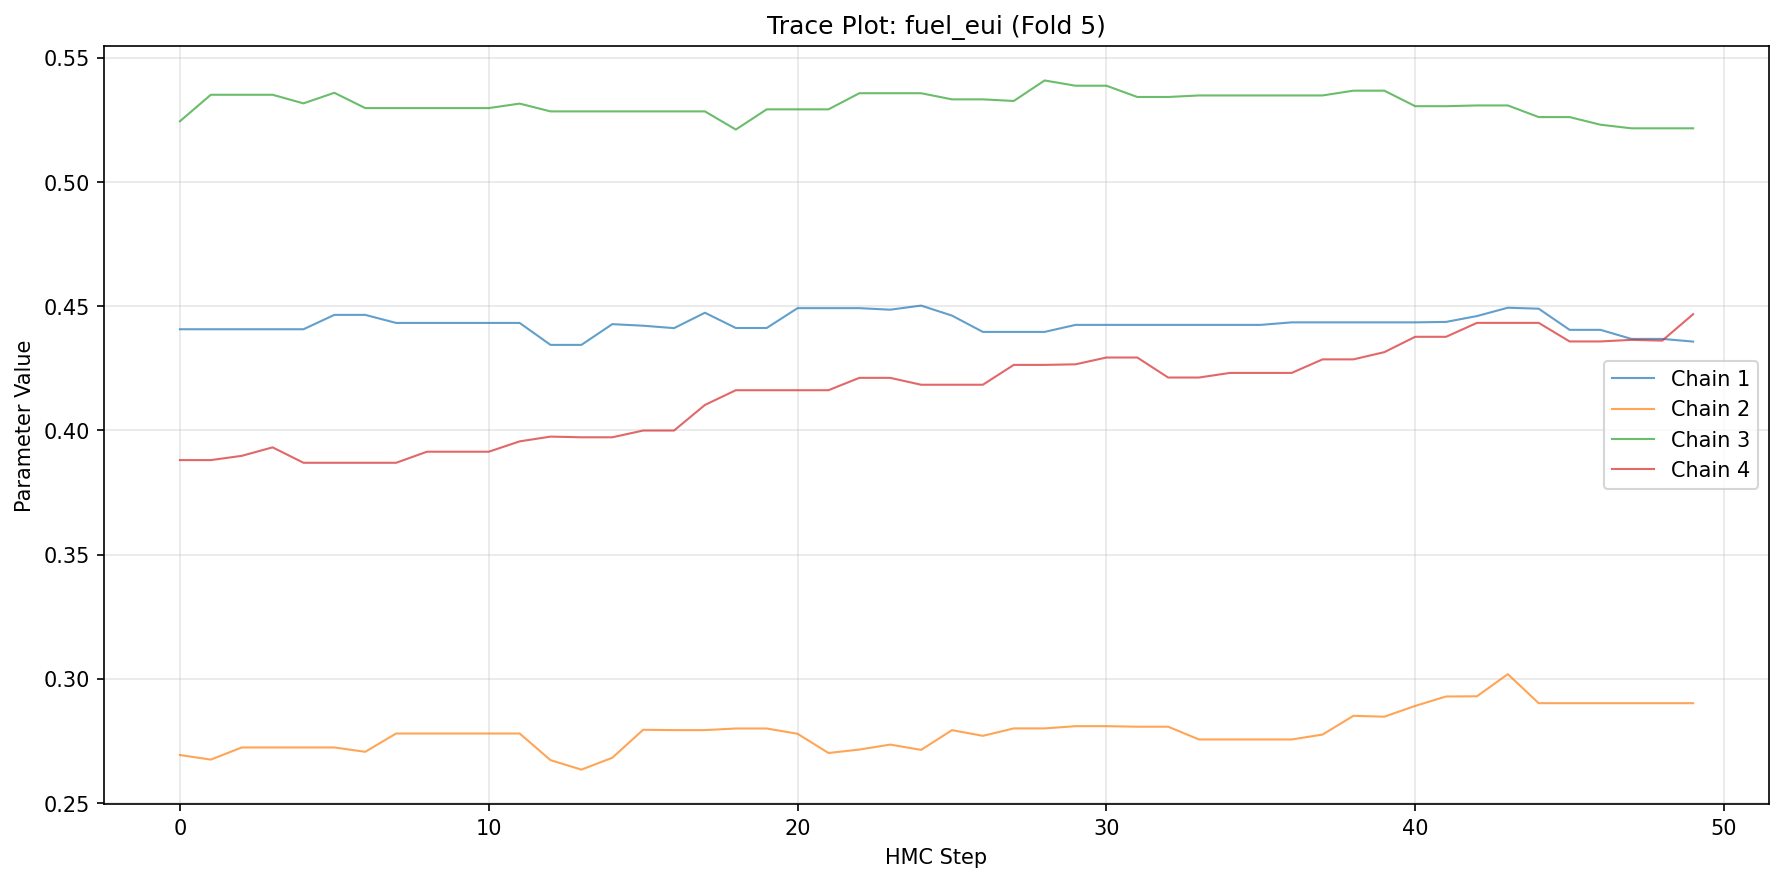 Trace Plot: fuel_eui (Fold 5)
Parameter Value
0.55
0.50
0.45
0.40
0.35
0.30
0.25
Chain 1
Chain 2
Chain 3
Chain 4
0 10 20 30 40 50
HMC Step